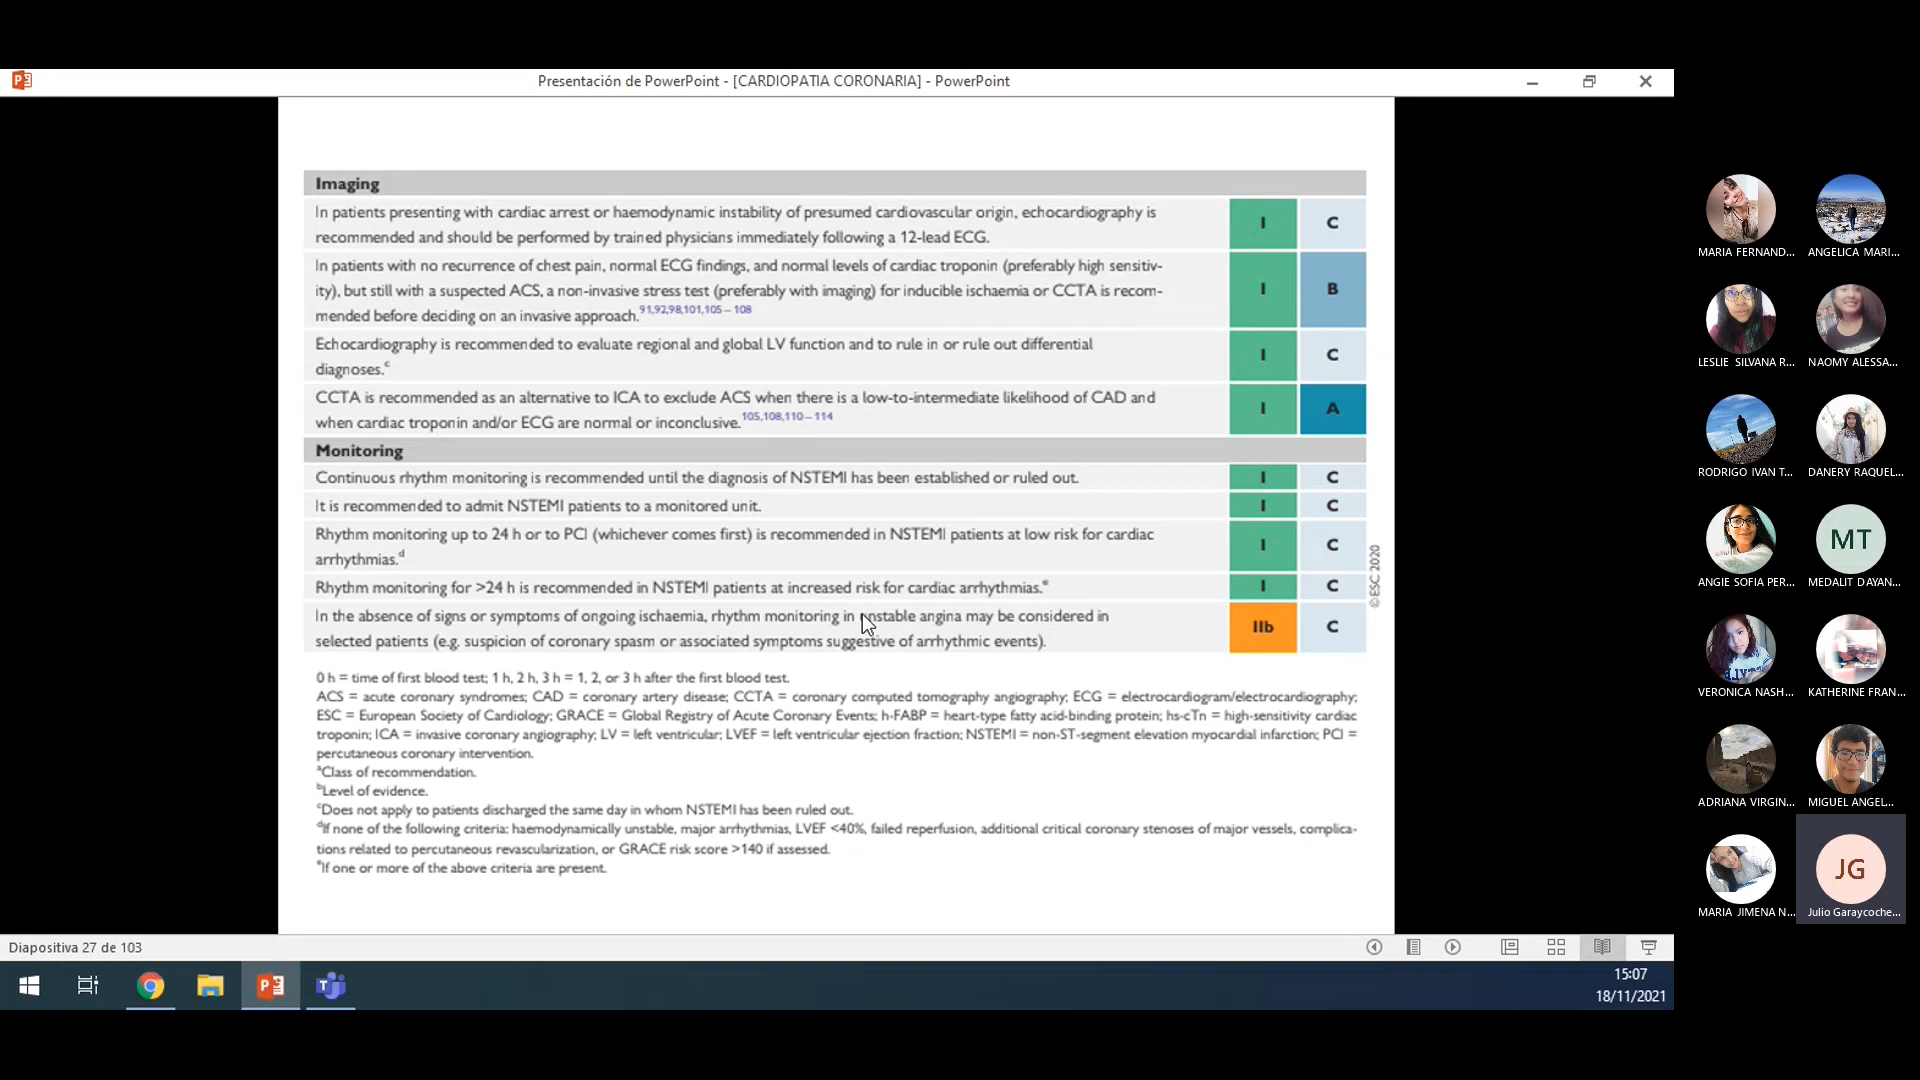 Presentación de PowerPoint - [CARDIOPATIA CORONARIA] - PowerPoint
Imaging
In patients presenting with cardiac arrest or haemodynamic instability of presumed cardiovascular origin, echocardiography is
recommended and should be performed by trained physicians immediately following a 12-lead ECG.
I C
In patients with no recurrence of chest pain, normal ECG findings, and normal levels of cardiac troponin (preferably high sensitiv-
ity), but still with a suspected ACS, a non-invasive stress test (preferably with imaging) for inducible ischaemia or CCTA is recom-
mended before deciding on an invasive approach.91,92,98,101,105–108
I B
Echocardiography is recommended to evaluate regional and global LV function and to rule in or rule out differential
diagnoses.c
I C
CCTA is recommended as an alternative to ICA to exclude ACS when there is a low-to-intermediate likelihood of CAD and
when cardiac troponin and/or ECG are normal or inconclusive.105,108,110–114
I A
Monitoring
Continuous rhythm monitoring is recommended until the diagnosis of NSTEMI has been established or ruled out. I C
It is recommended to admit NSTEMI patients to a monitored unit. I C
Rhythm monitoring up to 24 h or to PCI (whichever comes first) is recommended in NSTEMI patients at low risk for cardiac
arrhythmias.d
I C
Rhythm monitoring for >24 h is recommended in NSTEMI patients at increased risk for cardiac arrhythmias.e I C
In the absence of signs or symptoms of ongoing ischaemia, rhythm monitoring in unstable angina may be considered in
selected patients (e.g. suspicion of coronary spasm or associated symptoms suggestive of arrhythmic events).
IIb C
©ESC 2020
0 h = time of first blood test; 1 h, 2 h, 3 h = 1, 2, or 3 h after the first blood test.
ACS = acute coronary syndromes; CAD = coronary artery disease; CCTA = coronary computed tomography angiography; ECG = electrocardiogram/electrocardiography;
ESC = European Society of Cardiology; GRACE = Global Registry of Acute Coronary Events; h-FABP = heart-type fatty acid-binding protein; hs-cTn = high-sensitivity cardiac
troponin; ICA = invasive coronary angiography; LV = left ventricular; LVEF = left ventricular ejection fraction; NSTEMI = non-ST-segment elevation myocardial infarction; PCI =
percutaneous coronary intervention.
aClass of recommendation.
bLevel of evidence.
cDoes not apply to patients discharged the same day in whom NSTEMI has been ruled out.
dIf none of the following criteria: haemodynamically unstable, major arrhythmias, LVEF <40%, failed reperfusion, additional critical coronary stenoses of major vessels, complica-
tions related to percutaneous revascularization, or GRACE risk score >140 if assessed.
eIf one or more of the above criteria are present.
Diapositiva 27 de 103
15:07
18/11/2021
MARIA FERNAND...
ANGELICA MARI...
LESLIE SILVANA R...
NAOMY ALESSA...
RODRIGO IVAN T...
DANERY RAQUEL...
ANGIE SOFIA PER...
MT
MEDALIT DAYAN...
VERONICA NASH...
KATHERINE FRAN...
ADRIANA VIRGIN...
MIGUEL ANGEL...
MARIA JIMENA N...
JG
Julio Garaycoche...